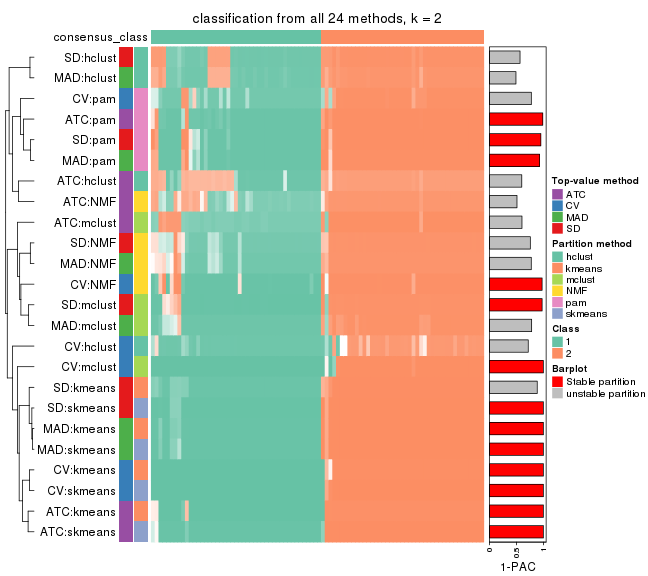 classification from all 24 methods, k = 2
consensus_class
SD:hclust
MAD:hclust
CV:pam
ATC:pam
SD:pam
MAD:pam
ATC:hclust
ATC:NMF
ATC:mclust
SD:NMF
MAD:NMF
CV:NMF
SD:mclust
MAD:mclust
CV:hclust
CV:mclust
SD:kmeans
SD:skmeans
MAD:kmeans
MAD:skmeans
CV:kmeans
CV:skmeans
ATC:kmeans
ATC:skmeans
0
0.5
1
1-PAC
Top-value method
ATC
CV
MAD
SD
Partition method
hclust
kmeans
mclust
NMF
pam
skmeans
Class
1
2
Barplot
Stable partition
unstable partition